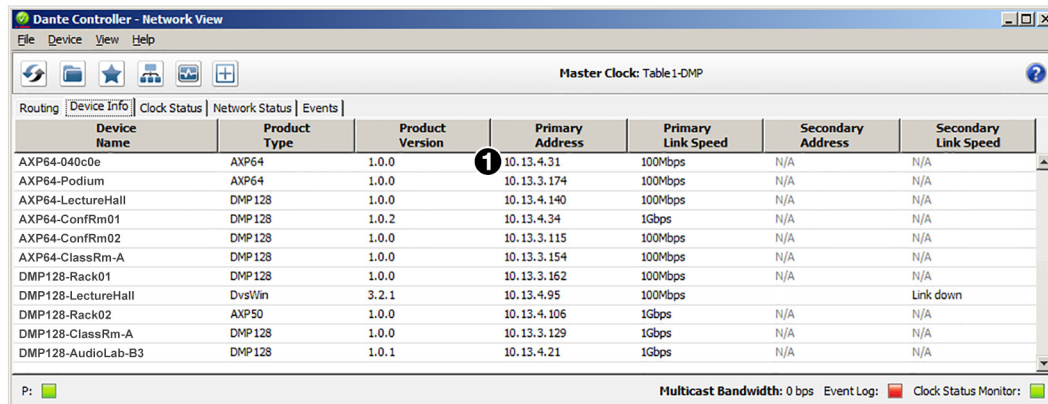 Dante Controller - Network View
File Device View Help
Master Clock: Table1-DMP
?
Routing Device Info Clock Status Network Status Events
Device Name Product Type Product Version Primary Address Primary Link Speed Secondary Address Secondary Link Speed
AXP64-040c0e AXP64 1.0.0 1 10.13.4.31 100Mbps N/A N/A
AXP64-Podium AXP64 1.0.0 10.13.3.174 100Mbps N/A N/A
AXP64-LectureHall DMP128 1.0.0 10.13.4.140 100Mbps N/A N/A
AXP64-ConfRm01 DMP128 1.0.2 10.13.4.34 1Gbps N/A N/A
AXP64-ConfRm02 DMP128 1.0.0 10.13.3.115 100Mbps N/A N/A
AXP64-ClassRm-A DMP128 1.0.0 10.13.3.154 100Mbps N/A N/A
DMP128-Rack01 DMP128 1.0.0 10.13.3.162 100Mbps N/A N/A
DMP128-LectureHall DvsWin 3.2.1 10.13.4.95 100Mbps Link down
DMP128-Rack02 AXP50 1.0.0 10.13.4.106 1Gbps N/A N/A
DMP128-ClassRm-A DMP128 1.0.0 10.13.3.129 1Gbps N/A N/A
DMP128-AudioLab-B3 DMP128 1.0.1 10.13.4.21 1Gbps N/A N/A
P: Multicast Bandwidth: 0 bps Event Log: Clock Status Monitor: